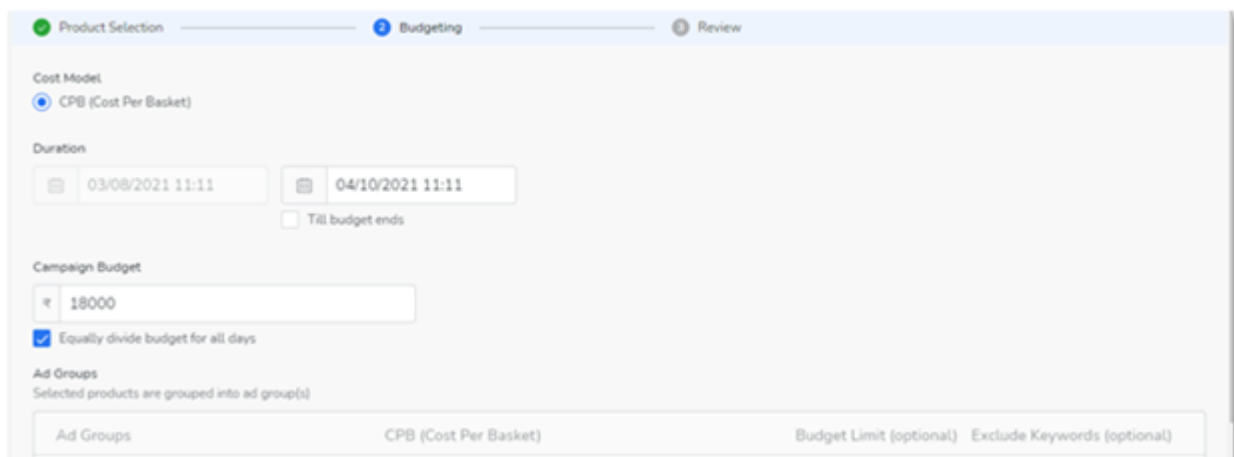 Product Selection 2 Budgeting 3 Review
Cost Model
CPB (Cost Per Basket)
Duration
03/08/2021 11:11 04/10/2021 11:11
Till budget ends
Campaign Budget
₹ 18000
Equally divide budget for all days
Ad Groups
Selected products are grouped into ad group(s)
Ad Groups CPB (Cost Per Basket) Budget Limit (optional) Exclude Keywords (optional)